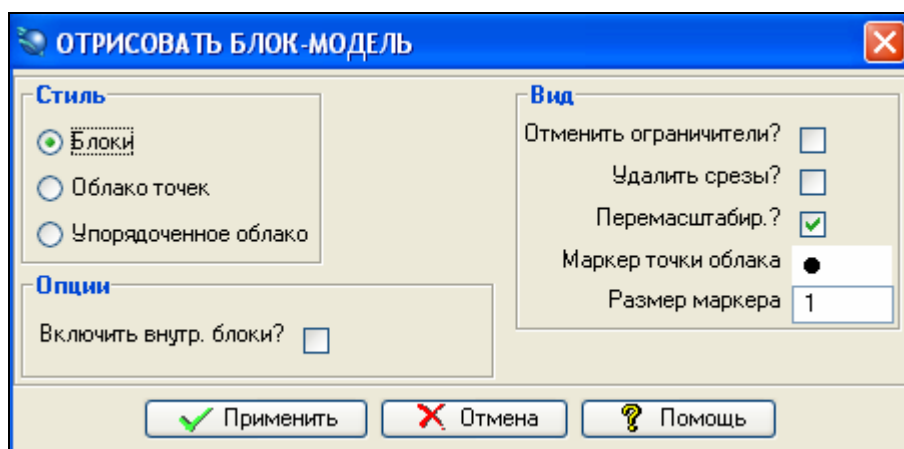 ОТРИСОВАТЬ БЛОК-МОДЕЛЬ
Стиль
Блоки
Облако точек
Упорядоченное облако
Опции
Включить внутр. блоки?
Вид
Отменить ограничители?
Удалить срезы?
Перемасштабир.?
Маркер точки облака
Размер маркера 1
Применить Отмена Помощь